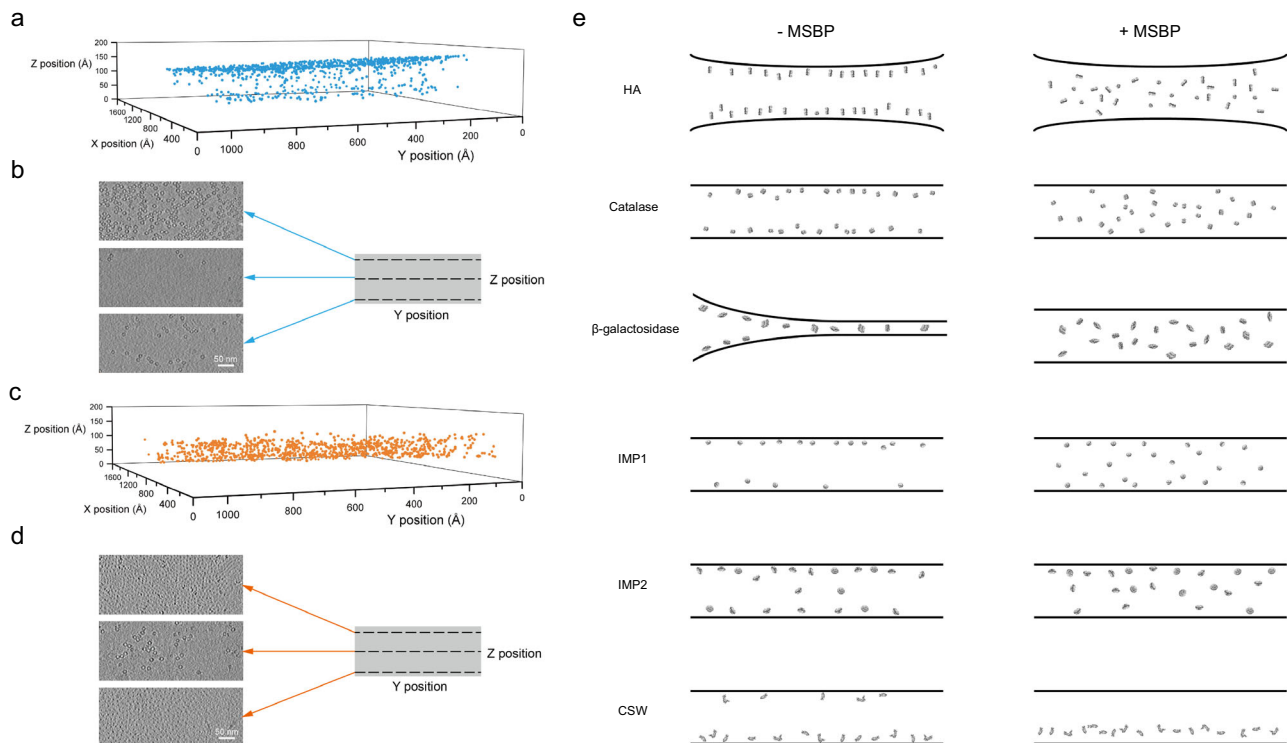 a
Z position (Å)
200
150
100
50
0
1600
1200
800
400
0
X position (Å)
1000
800
600
400
200
0
Y position (Å)
b
50 nm
Z position
Y position
c
Z position (Å)
200
150
100
50
0
1600
1200
800
400
0
X position (Å)
1000
800
600
400
200
0
Y position (Å)
d
50 nm
Z position
Y position
e
- MSBP
+ MSBP
HA
Catalase
β-galactosidase
IMP1
IMP2
CSW